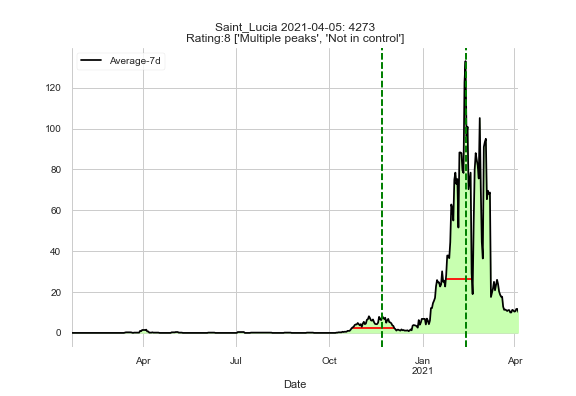 Saint_Lucia 2021-04-05: 4273
Rating:8 ['Multiple peaks', 'Not in control']
Average-7d
120
100
80
60
40
20
0
Apr Jul Oct Jan Apr
2021
Date